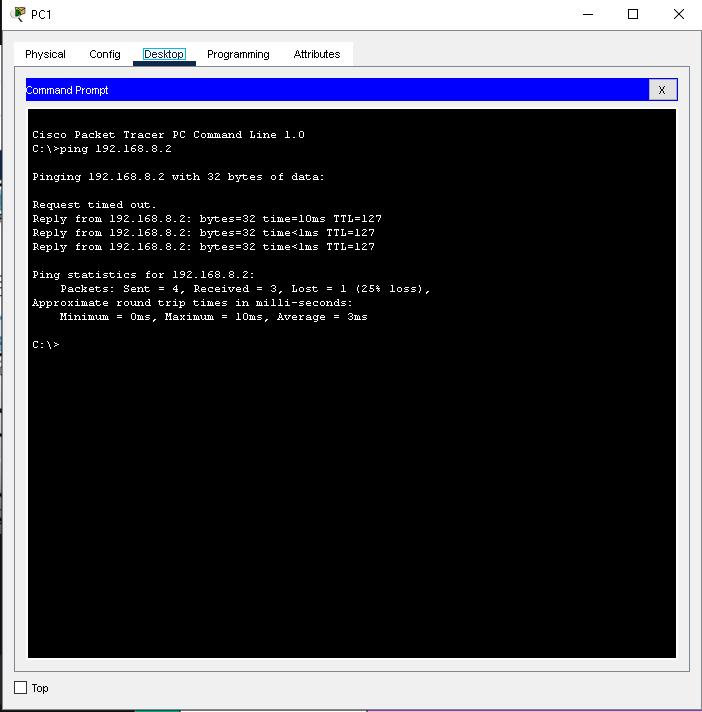 PC1
Physical Config Desktop Programming Attributes
Command Prompt X
Cisco Packet Tracer PC Command Line 1.0
C:\>ping 192.168.8.2
Pinging 192.168.8.2 with 32 bytes of data:
Request timed out.
Reply from 192.168.8.2: bytes=32 time=10ms TTL=127
Reply from 192.168.8.2: bytes=32 time<1ms TTL=127
Reply from 192.168.8.2: bytes=32 time<1ms TTL=127
Ping statistics for 192.168.8.2:
Packets: Sent = 4, Received = 3, Lost = 1 (25% loss),
Approximate round trip times in milli-seconds:
Minimum = 0ms, Maximum = 10ms, Average = 3ms
C:\>
Top